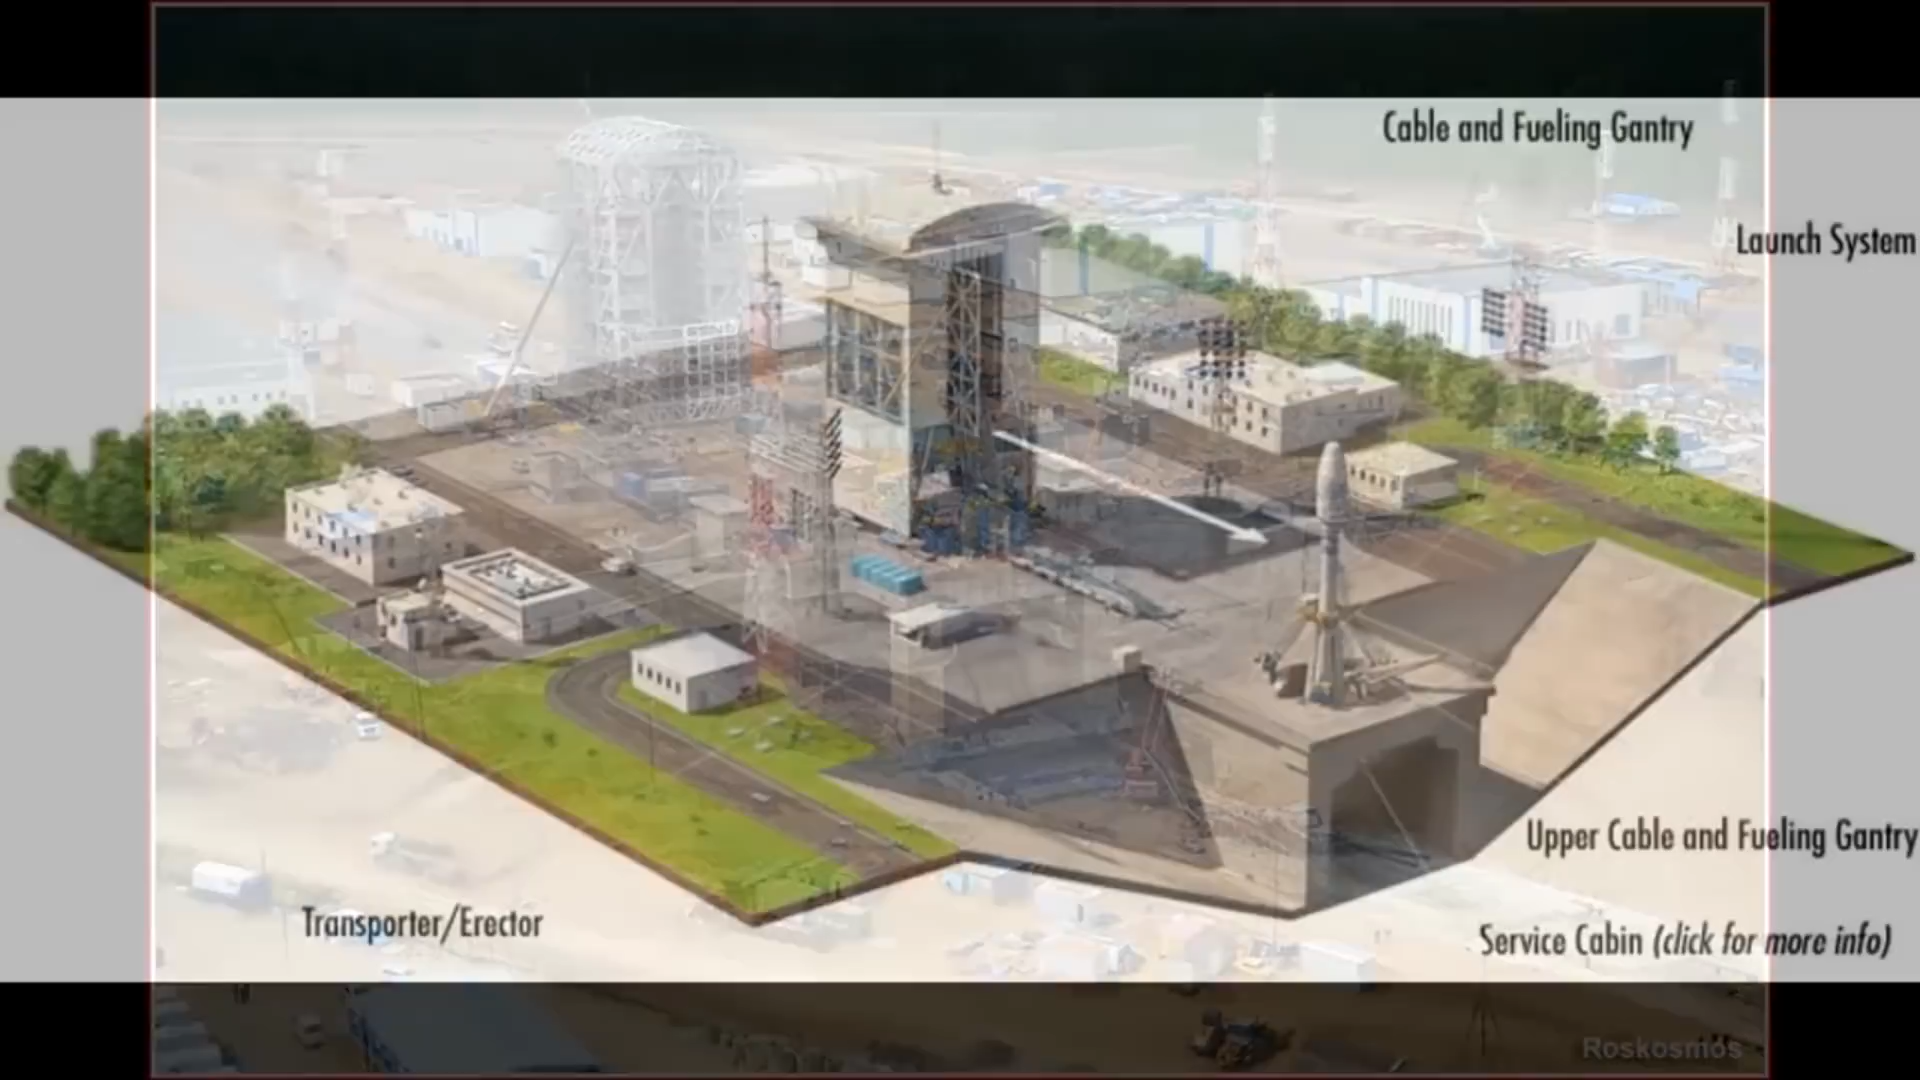 Cable and Fueling Gantry
Launch System
Upper Cable and Fueling Gantry
Transporter/Erector
Service Cabin (click for more info)
Roskosmos